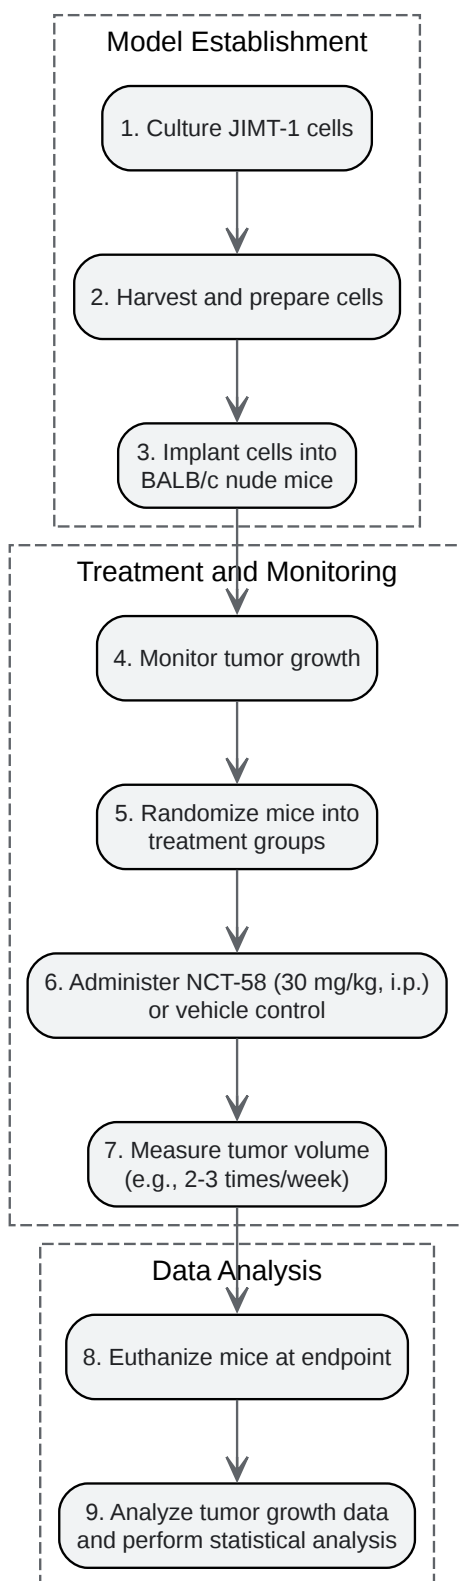 Model Establishment
1. Culture JIMT-1 cells
2. Harvest and prepare cells
3. Implant cells into
BALB/c nude mice
Treatment and Monitoring
4. Monitor tumor growth
5. Randomize mice into
treatment groups
6. Administer NCT-58 (30 mg/kg, i.p.)
or vehicle control
7. Measure tumor volume
(e.g., 2-3 times/week)
Data Analysis
8. Euthanize mice at endpoint
9. Analyze tumor growth data
and perform statistical analysis